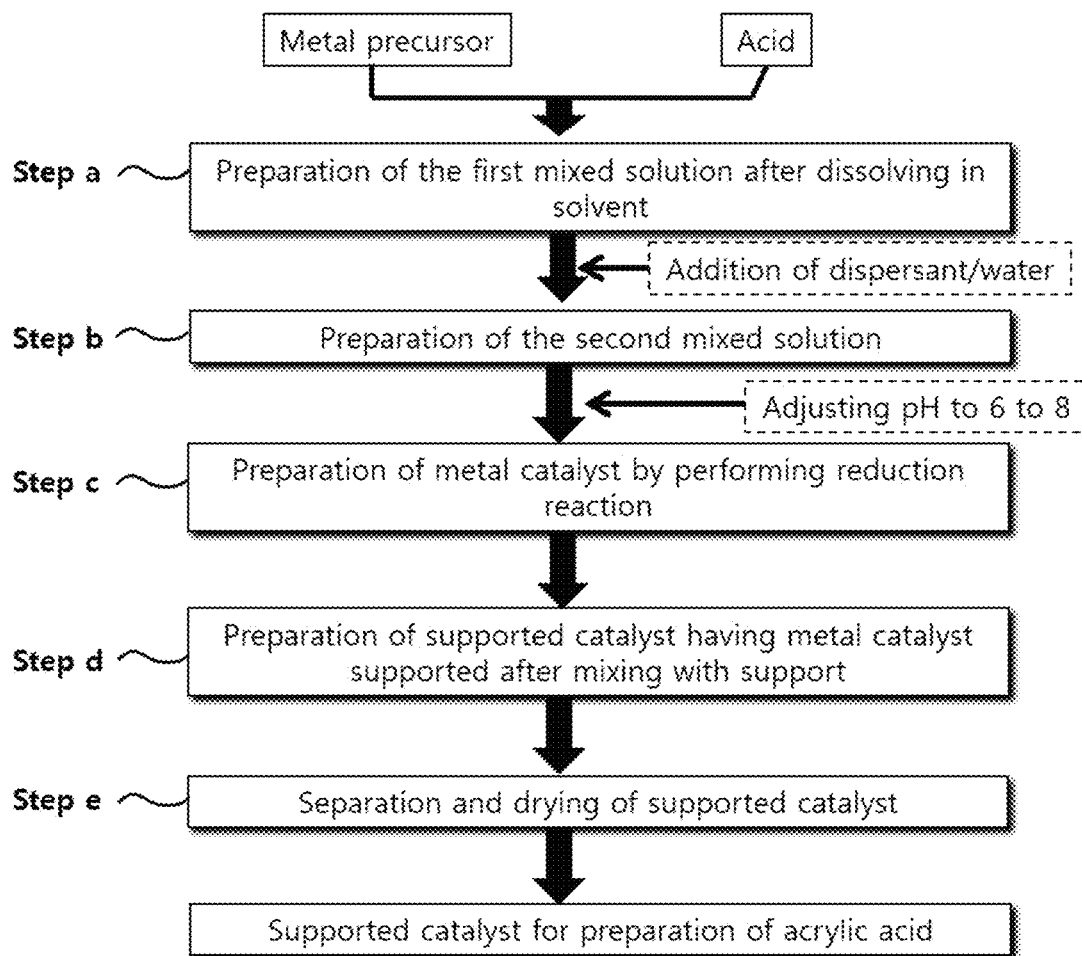 Metal precursor
Acid
Step a
Preparation of the first mixed solution after dissolving in
solvent
Addition of dispersant/water
Step b
Preparation of the second mixed solution
Adjusting pH to 6 to 8
Step c
Preparation of metal catalyst by performing reduction
reaction
Step d
Preparation of supported catalyst having metal catalyst
supported after mixing with support
Step e
Separation and drying of supported catalyst
Supported catalyst for preparation of acrylic acid